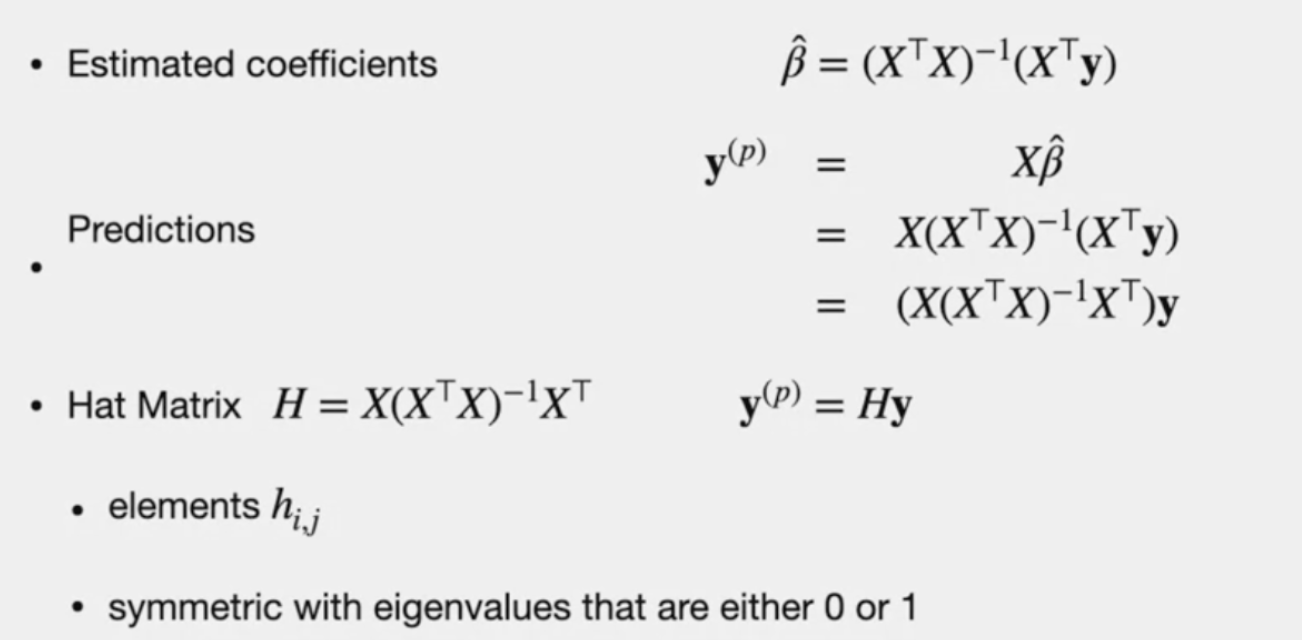 • Estimated coefficients β̂ = (X⊤X)⁻¹(X⊤y)
y⁽ᵖ⁾ = Xβ̂
• Predictions = X(X⊤X)⁻¹(X⊤y)
= (X(X⊤X)⁻¹X⊤)y
• Hat Matrix H = X(X⊤X)⁻¹X⊤ y⁽ᵖ⁾ = Hy
• elements h_{i,j}
• symmetric with eigenvalues that are either 0 or 1